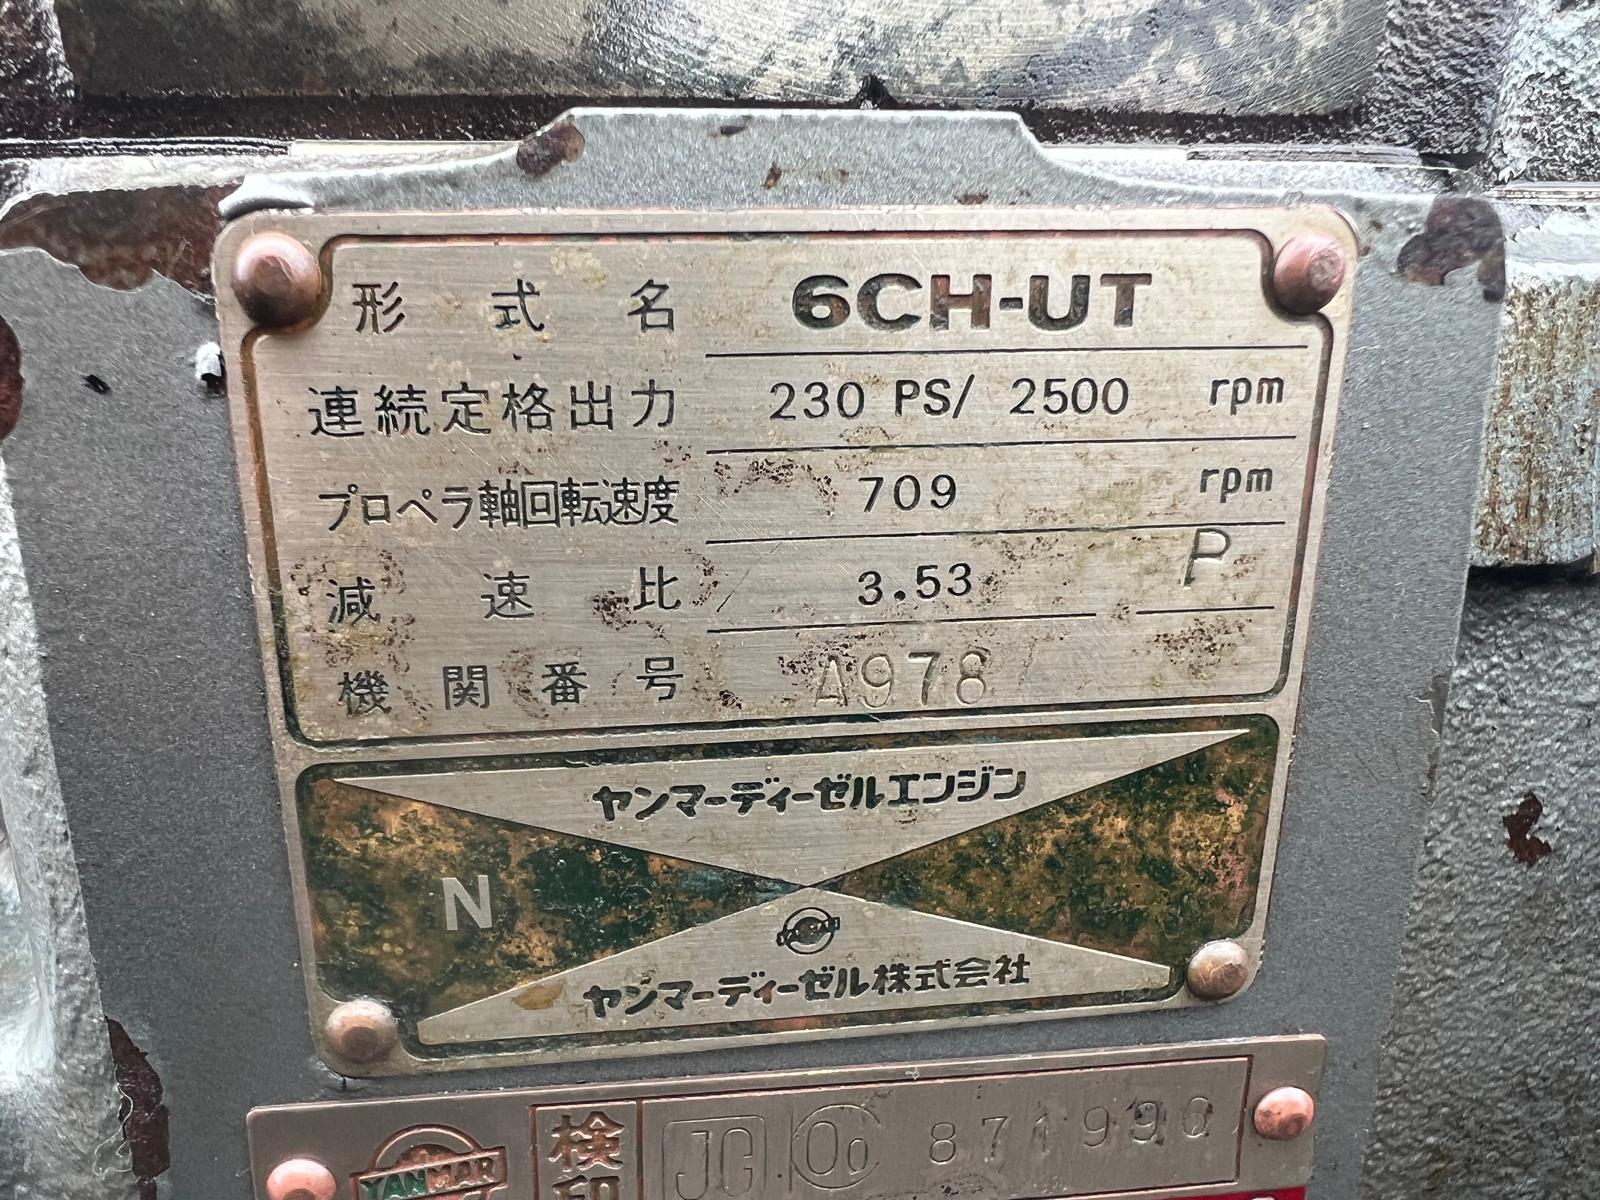 形式名 6CH-UT
連続定格出力 230 PS/ 2500 rpm
プロペラ軸回転速度 709 rpm
減速比 3.53 P
機関番号 A978
ヤンマーディーゼルエンジン
N
ヤンマーディーゼル株式会社
YANMAR 検印 JG